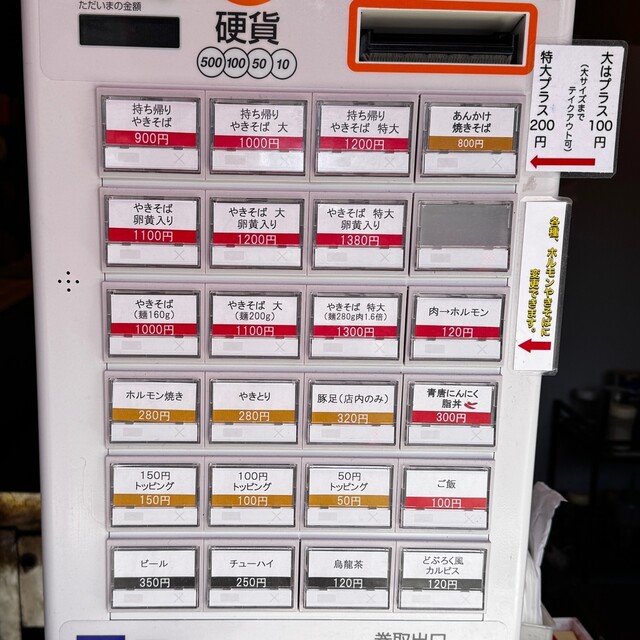 ただいまの金額
硬貨
500 100 50 10
持ち帰り
やきそば
900円
持ち帰り
やきそば 大
1000円
持ち帰り
やきそば 特大
1200円
あんかけ
焼きそば
800円
やきそば
卵黄入り
1100円
やきそば 大
卵黄入り
1200円
やきそば 特大
卵黄入り
1380円
やきそば
(麺160g)
1000円
やきそば 大
(麺200g)
1100円
やきそば 特大
(麺280g肉1.6倍)
1300円
肉→ホルモン
120円
ホルモン焼き
280円
やきとり
280円
豚足(店内のみ)
320円
青唐にんにく
脂丼
300円
150円
トッピング
150円
100円
トッピング
100円
50円
トッピング
50円
ご飯
100円
ビール
350円
チューハイ
250円
烏龍茶
120円
どぶろく風
カルピス
120円
大はプラス100円
(大サイズまで
テイクアウト可)
特大プラス200円
各種、ホルモンやきそばに
変更できます。
券取出口